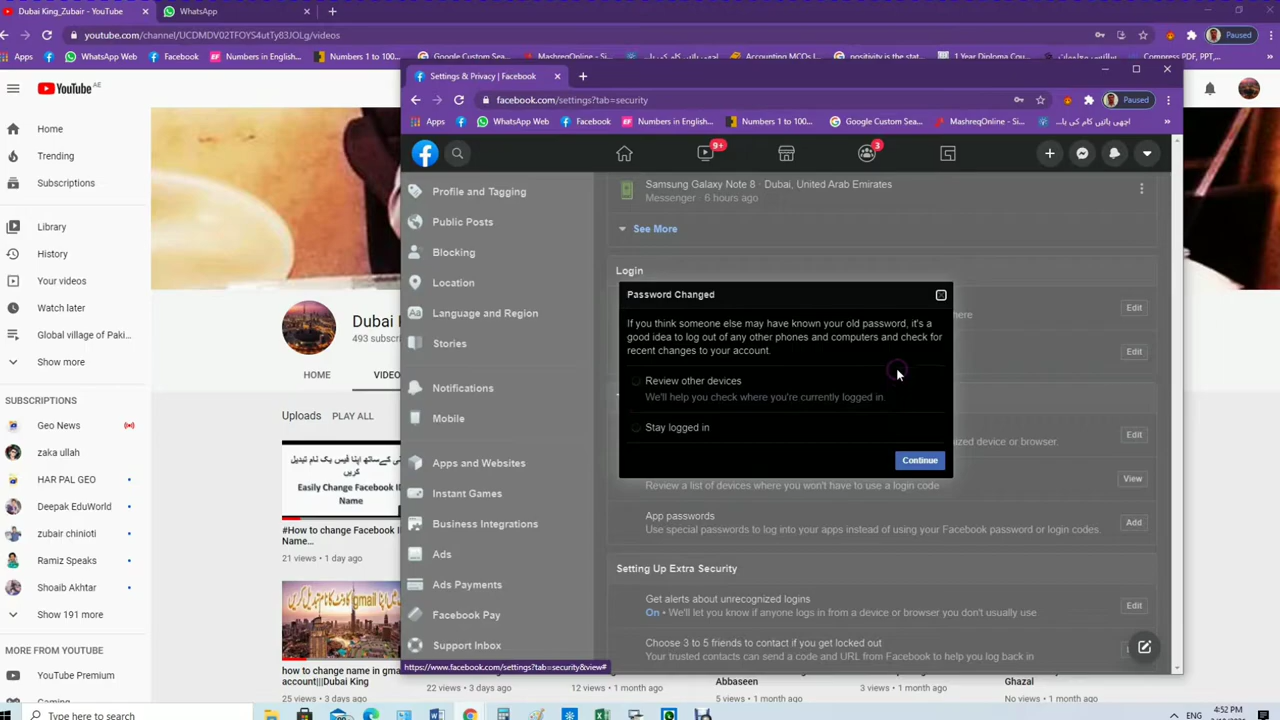 Dubai King_Zubair - YouTube
WhatsApp
youtube.com/channel/UCDMDV02TFOYS4utTy83JOLg/videos
Paused
Apps
WhatsApp Web
Facebook
Numbers in English...
Numbers 1 to 100...
Google Custom Sear...
MashreqOnline - Si...
Accounting MCQs
1 Year Diploma Cour...
Compress PDF, PPT,...
YouTube AE
Home
Trending
Subscriptions
Library
History
Your videos
Watch later
Global village of Paki...
Show more
SUBSCRIPTIONS
Geo News
zaka ullah
HAR PAL GEO
Deepak EduWorld
zubair chinioti
Ramiz Speaks
Shoaib Akhtar
Show 191 more
MORE FROM YOUTUBE
YouTube Premium
Gaming
Dubai
493 subscrib
HOME
VIDEO
Uploads
PLAY ALL
Easily Change Facebook I
Name
#How to change Facebook I
Name...
21 views • 1 day ago
how to change name in gma
account|||Dubai King
25 views • 3 days ago
22 views • 3 days ago
12 views • 1 month ago
Abbaseen
3 views • 1 month ago
Ghazal
No views • 1 month ago
Settings & Privacy | Facebook
facebook.com/settings?tab=security
Paused
Apps
WhatsApp Web
Facebook
Numbers in English...
Numbers 1 to 100...
Google Custom Sear...
MashreqOnline - Si...
اچھی باتیں کام کی با...
9+
3
Profile and Tagging
Public Posts
Blocking
Location
Language and Region
Stories
Notifications
Mobile
Apps and Websites
Instant Games
Business Integrations
Ads
Ads Payments
Facebook Pay
Support Inbox
Samsung Galaxy Note 8 · Dubai, United Arab Emirates
Messenger · 6 hours ago
See More
Login
here
Edit
Edit
Password Changed
If you think someone else may have known your old password, it's a
good idea to log out of any other phones and computers and check for
recent changes to your account.
Review other devices
We'll help you check where you're currently logged in.
Stay logged in
Continue
device or browser.
Edit
Review a list of devices where you won't have to use a login code
View
App passwords
Use special passwords to log into your apps instead of using your Facebook password or login codes.
Add
Setting Up Extra Security
Get alerts about unrecognized logins
On • We'll let you know if anyone logs in from a device or browser you don't usually use
Edit
Choose 3 to 5 friends to contact if you get locked out
Your trusted contacts can send a code and URL from Facebook to help you log back in
https://www.facebook.com/settings?tab=security&view#
Type here to search
ENG
4:52 PM